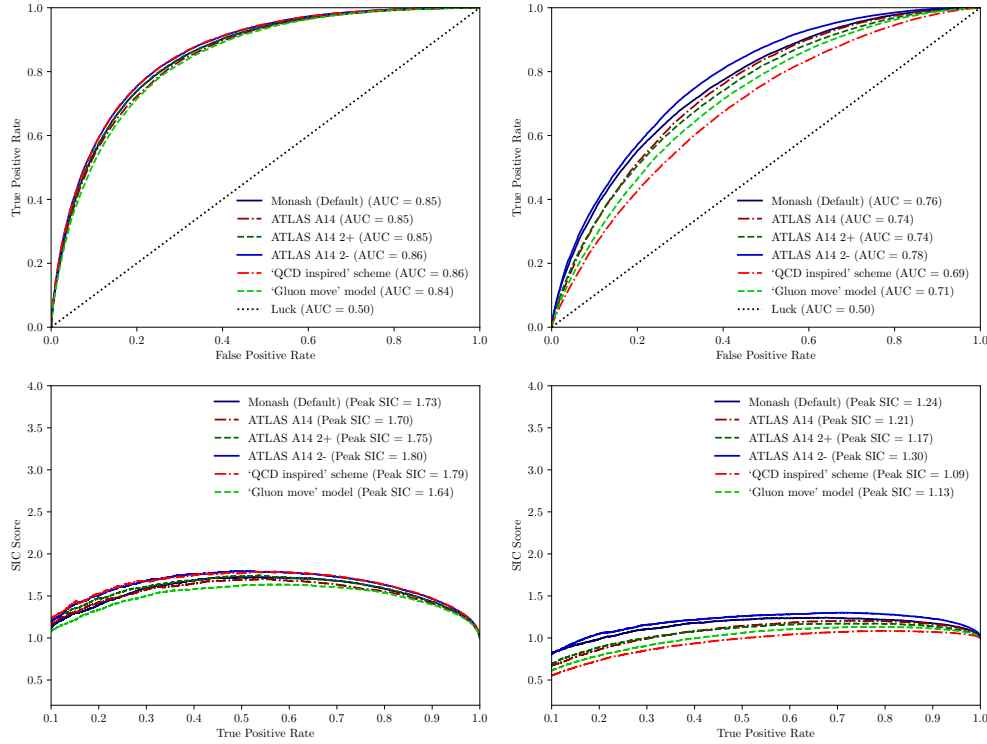 1.0
0.8
0.6
0.4
0.2
0.0
True Positive Rate
Monash (Default) (AUC = 0.85)
ATLAS A14 (AUC = 0.85)
ATLAS A14 2+ (AUC = 0.85)
ATLAS A14 2- (AUC = 0.86)
‘QCD inspired’ scheme (AUC = 0.86)
‘Gluon move’ model (AUC = 0.84)
Luck (AUC = 0.50)
0.0 0.2 0.4 0.6 0.8 1.0
False Positive Rate
1.0
0.8
0.6
0.4
0.2
0.0
True Positive Rate
Monash (Default) (AUC = 0.76)
ATLAS A14 (AUC = 0.74)
ATLAS A14 2+ (AUC = 0.74)
ATLAS A14 2- (AUC = 0.78)
‘QCD inspired’ scheme (AUC = 0.69)
‘Gluon move’ model (AUC = 0.71)
Luck (AUC = 0.50)
0.0 0.2 0.4 0.6 0.8 1.0
False Positive Rate
4.0
3.5
3.0
2.5
2.0
1.5
1.0
0.5
SIC Score
Monash (Default) (Peak SIC = 1.73)
ATLAS A14 (Peak SIC = 1.70)
ATLAS A14 2+ (Peak SIC = 1.75)
ATLAS A14 2- (Peak SIC = 1.80)
‘QCD inspired’ scheme (Peak SIC = 1.79)
‘Gluon move’ model (Peak SIC = 1.64)
0.1 0.2 0.3 0.4 0.5 0.6 0.7 0.8 0.9 1.0
True Positive Rate
4.0
3.5
3.0
2.5
2.0
1.5
1.0
0.5
SIC Score
Monash (Default) (Peak SIC = 1.24)
ATLAS A14 (Peak SIC = 1.21)
ATLAS A14 2+ (Peak SIC = 1.17)
ATLAS A14 2- (Peak SIC = 1.30)
‘QCD inspired’ scheme (Peak SIC = 1.09)
‘Gluon move’ model (Peak SIC = 1.13)
0.1 0.2 0.3 0.4 0.5 0.6 0.7 0.8 0.9 1.0
True Positive Rate